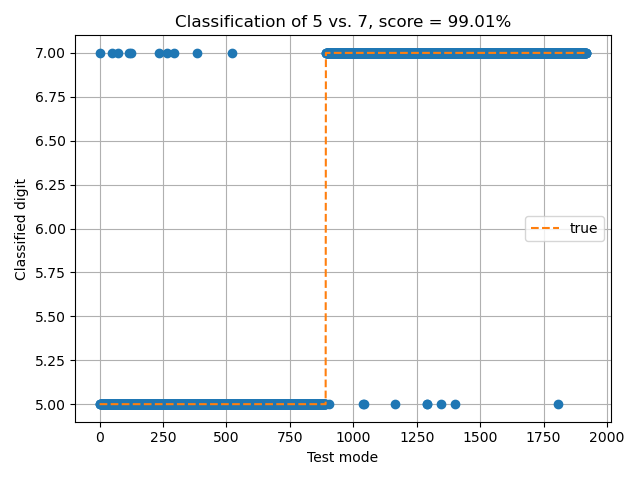 Classification of 5 vs. 7, score = 99.01%
7.00
6.75
6.50
6.25
6.00
5.75
5.50
5.25
5.00
Classified digit
true
0 250 500 750 1000 1250 1500 1750 2000
Test mode